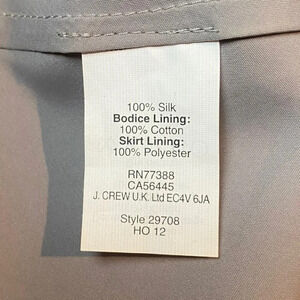 100% Silk
Bodice Lining:
100% Cotton
Skirt Lining:
100% Polyester
RN77388
CA56445
J. CREW U.K. Ltd EC4V 6JA
Style 29708
HO 12